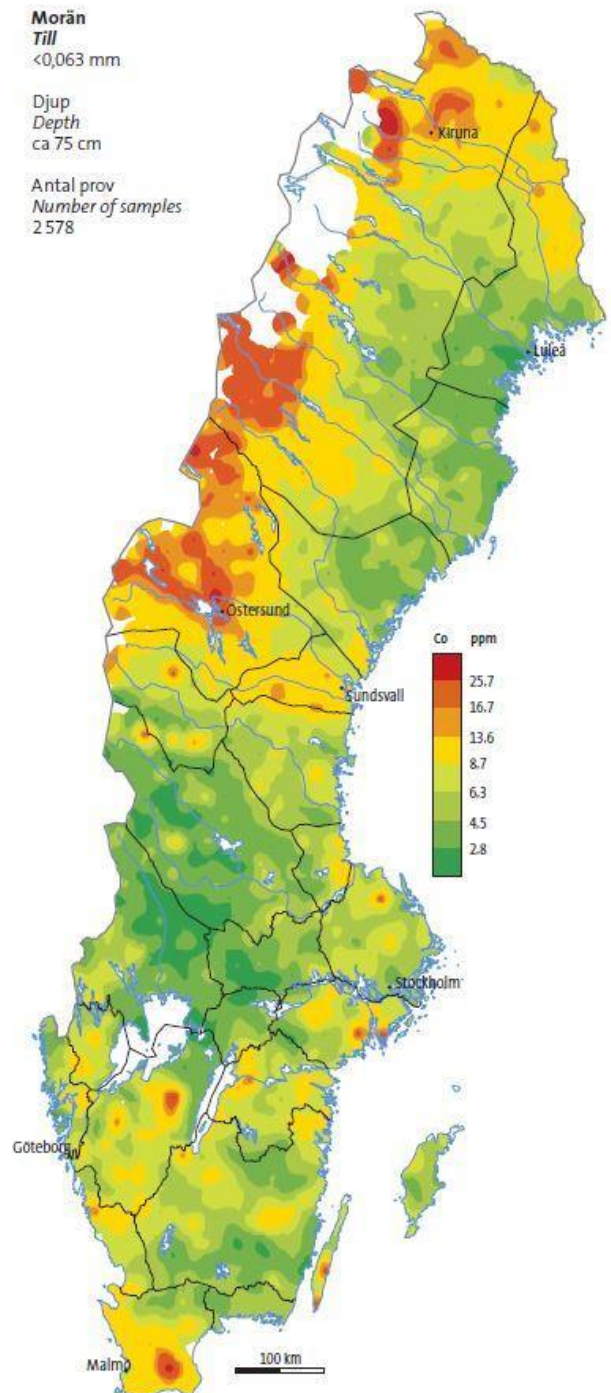 Morän
Till
<0,063 mm
Djup
Depth
ca 75 cm
Antal prov
Number of samples
2 578
Kiruna
Luleå
Östersund
Sundsvall
Co ppm
25.7
16.7
13.6
8.7
6.3
4.5
2.8
Stockholm
Göteborg
Malmö
100 km